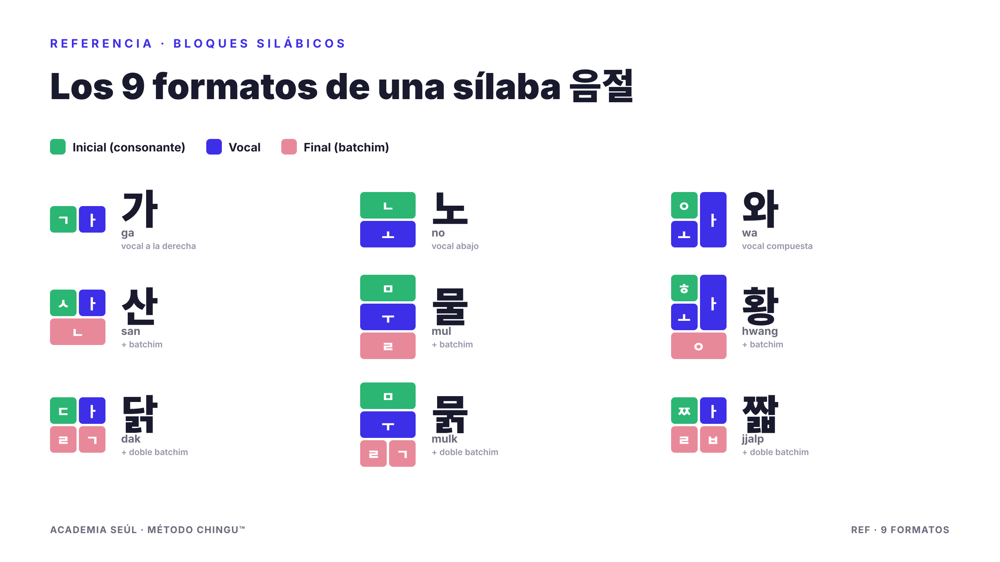 REFERENCIA · BLOQUES SILÁBICOS
Los 9 formatos de una sílaba 음절
Inicial (consonante) Vocal Final (batchim)
ㄱ ㅏ
가
ga
vocal a la derecha
ㄴ
ㅗ
노
no
vocal abajo
ㅇ ㅏ
ㅗ
와
wa
vocal compuesta
ㅅ ㅏ
ㄴ
산
san
+ batchim
ㅁ
ㅜ
ㄹ
물
mul
+ batchim
ㅎ ㅏ
ㅗ
ㅇ
황
hwang
+ batchim
ㄷ ㅏ
ㄹ ㄱ
닭
dak
+ doble batchim
ㅁ
ㅜ
ㄹ ㄱ
묽
mulk
+ doble batchim
ㅉ ㅏ
ㄹ ㅂ
짧
jjalp
+ doble batchim
ACADEMIA SEÚL · MÉTODO CHINGU™
REF · 9 FORMATOS